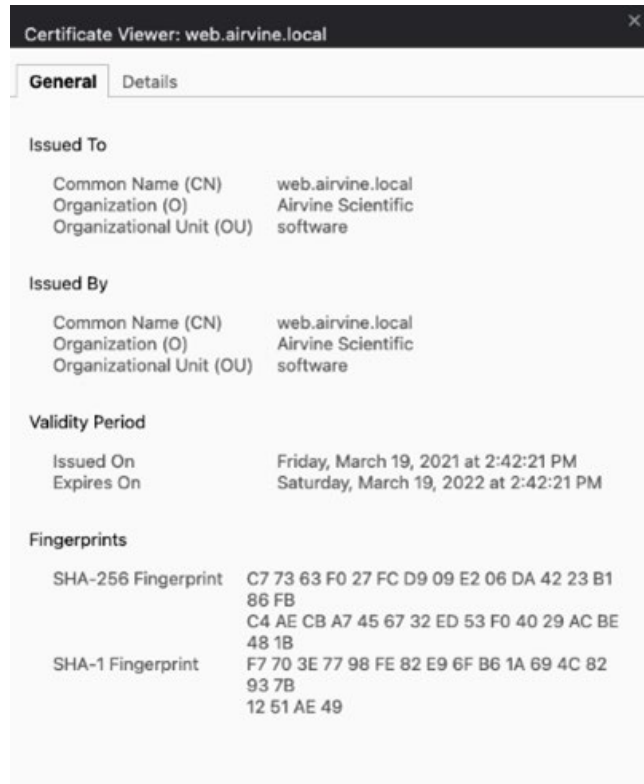 Certificate Viewer: web.airvine.local
General Details
Issued To
Common Name (CN) web.airvine.local
Organization (O) Airvine Scientific
Organizational Unit (OU) software
Issued By
Common Name (CN) web.airvine.local
Organization (O) Airvine Scientific
Organizational Unit (OU) software
Validity Period
Issued On Friday, March 19, 2021 at 2:42:21 PM
Expires On Saturday, March 19, 2022 at 2:42:21 PM
Fingerprints
SHA-256 Fingerprint C7 73 63 F0 27 FC D9 09 E2 06 DA 42 23 B1
86 FB
C4 AE CB A7 45 67 32 ED 53 F0 40 29 AC BE
48 1B
SHA-1 Fingerprint F7 70 3E 77 98 FE 82 E9 6F B6 1A 69 4C 82
93 7B
12 51 AE 49